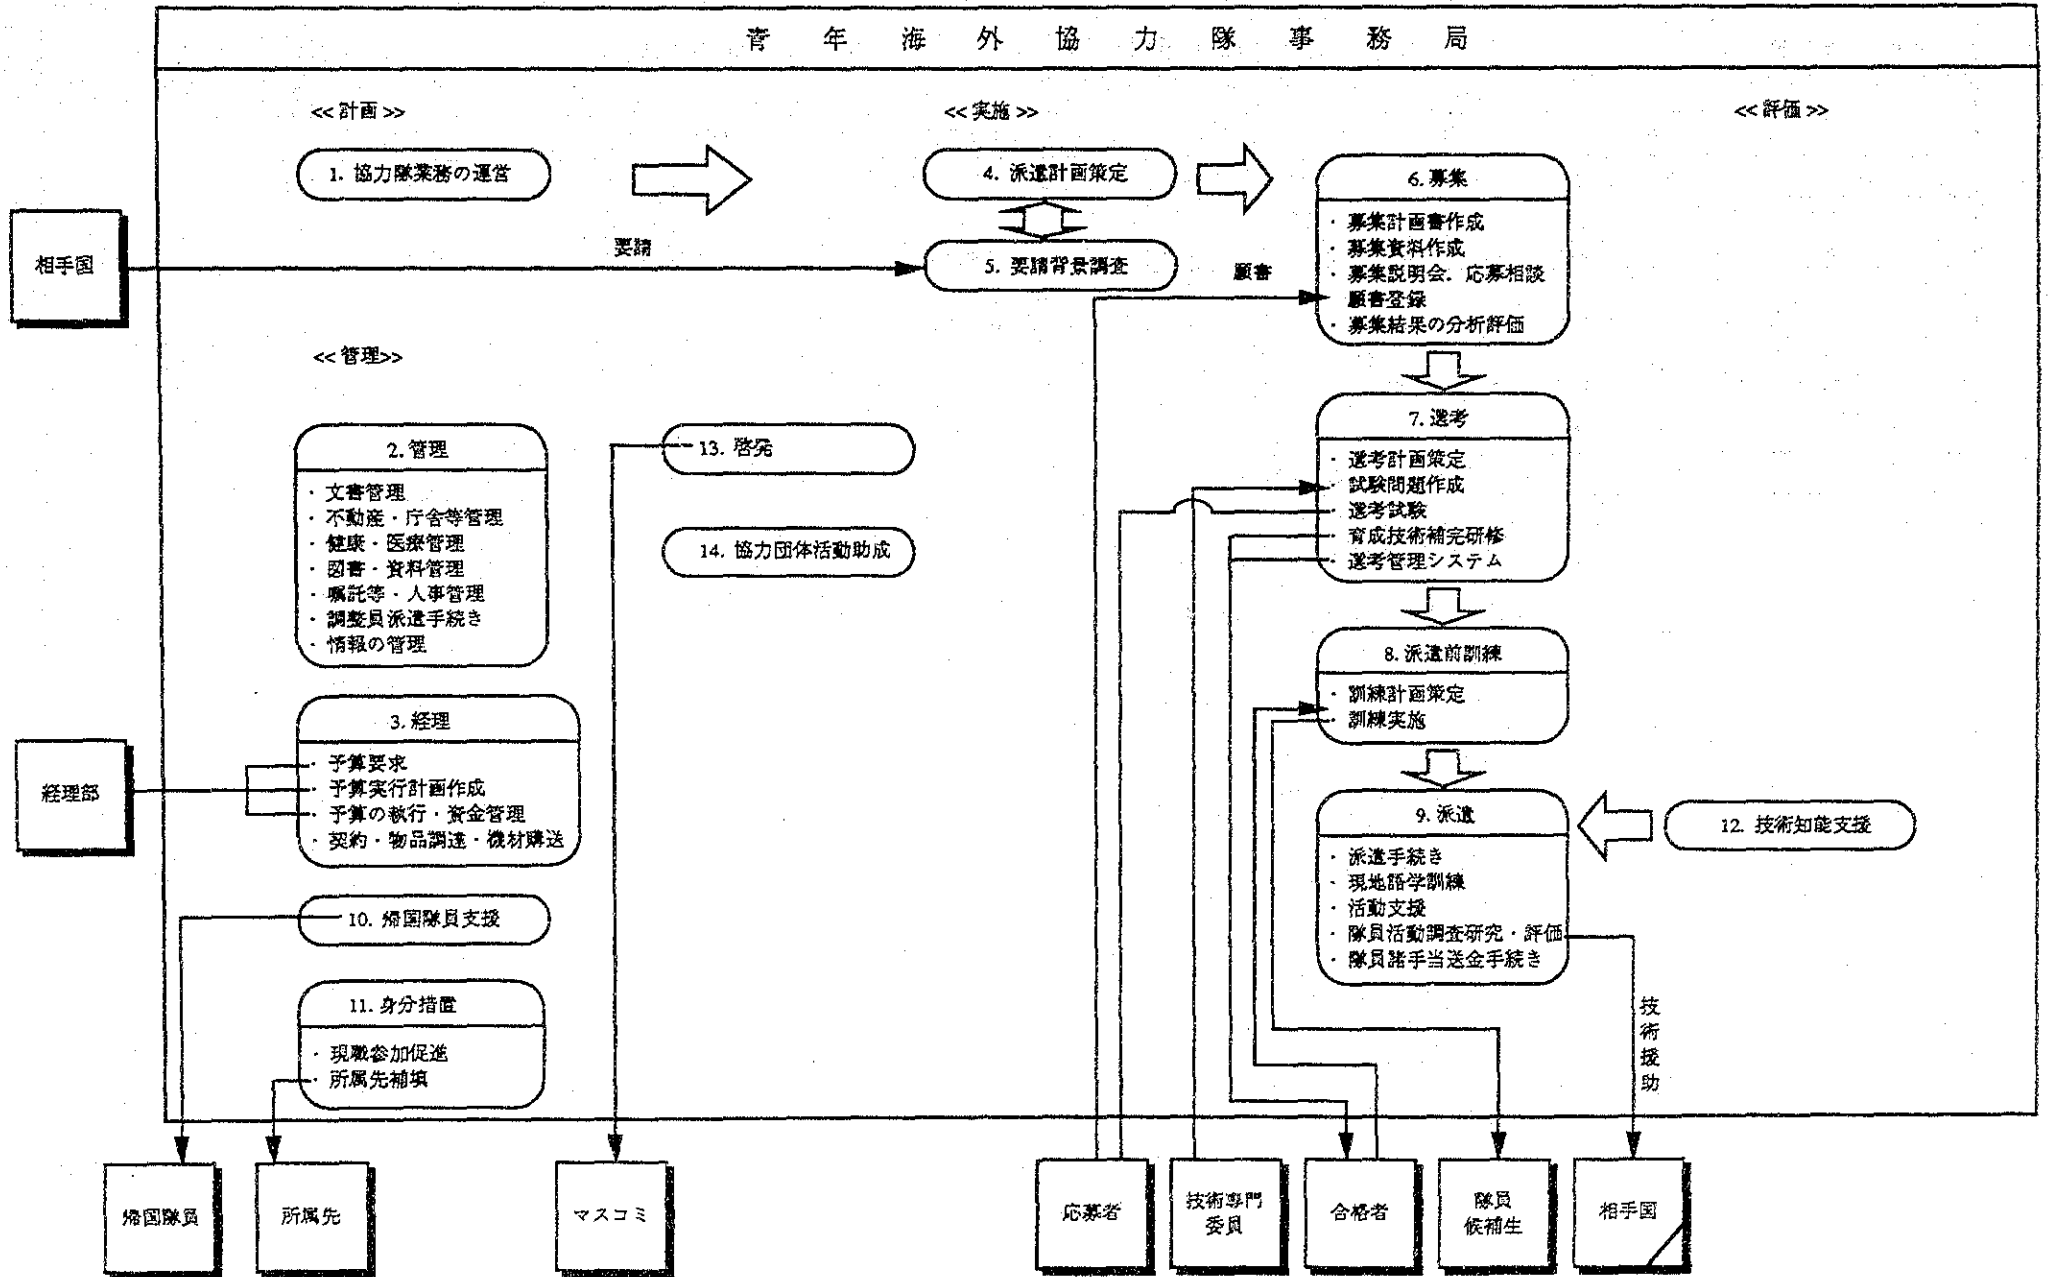 青年海外協力隊事務局
<<計画>>
<<実施>>
<<評価>>
1. 協力隊業務の運営
4. 派遣計画策定
5. 要請背景調査
相手国
要請
願書
6. 募集
・募集計画書作成
・募集資料作成
・募集説明会、応募相談
願書登録
・募集結果の分析評価
<<管理>>
2. 管理
・文書管理
・不動産・庁舎等管理
・健康・医療管理
・図書・資料管理
・嘱託等・人事管理
・調整員派遣手続き
・情報の管理
13. 啓発
14. 協力団体活動助成
7. 選考
・選考計画策定
・試験問題作成
・選考試験
・育成技術補完研修
・選考管理システム
8. 派遣前訓練
・訓練計画策定
・訓練実施
経理部
3. 経理
・予算要求
・予算実行計画作成
・予算の執行・資金管理
・契約・物品調達・機材購送
9. 派遣
・派遣手続き
・現地語学訓練
・活動支援
・隊員活動調査研究・評価
・隊員諸手当送金手続き
12. 技術知能支援
10. 帰国隊員支援
11. 身分措置
・現職参加促進
・所属先補填
技術援助
帰国隊員
所属先
マスコミ
応募者
技術専門
委員
合格者
隊員
候補生
相手国